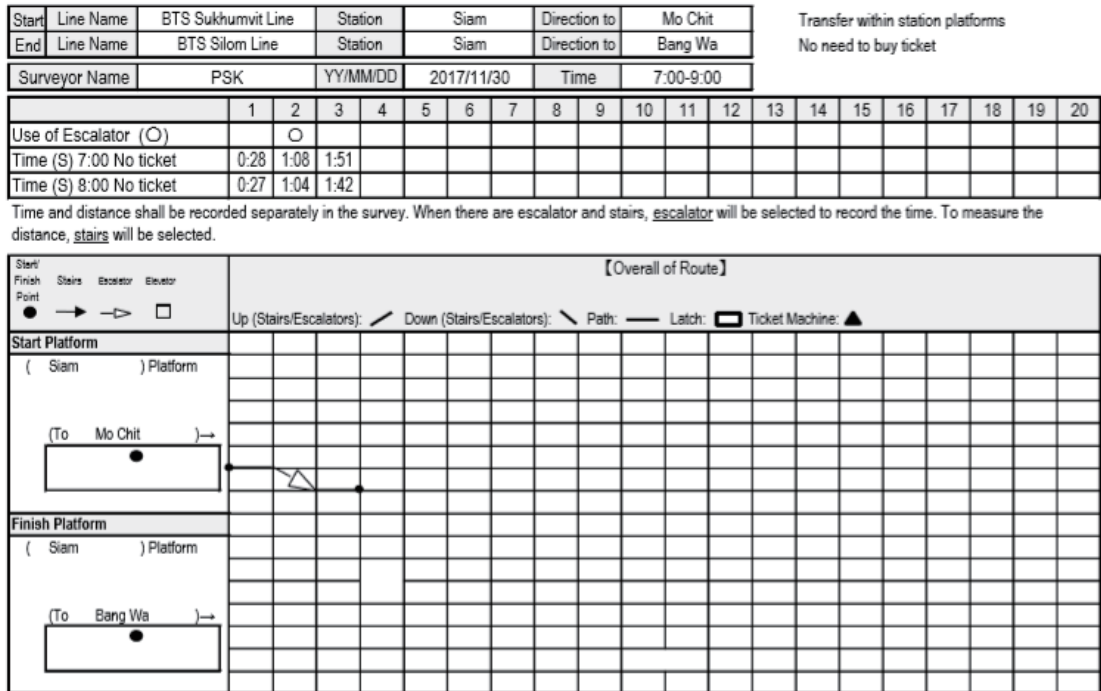 Start Line Name BTS Sukhumvit Line Station Siam Direction to Mo Chit Transfer within station platforms
End Line Name BTS Silom Line Station Siam Direction to Bang Wa No need to buy ticket
Surveyor Name PSK YY/MM/DD 2017/11/30 Time 7:00-9:00
1 2 3 4 5 6 7 8 9 10 11 12 13 14 15 16 17 18 19 20
Use of Escalator (○) ○
Time (S) 7:00 No ticket 0:28 1:08 1:51
Time (S) 8:00 No ticket 0:27 1:04 1:42
Time and distance shall be recorded separately in the survey. When there are escalator and stairs, escalator will be selected to record the time. To measure the
distance, stairs will be selected.
Start/
Finish
Point
Stairs Escalator Elevator
【Overall of Route】
Up (Stairs/Escalators): Down (Stairs/Escalators): Path: Latch: Ticket Machine:
Start Platform
( Siam ) Platform
(To Mo Chit )→
Finish Platform
( Siam ) Platform
(To Bang Wa )→